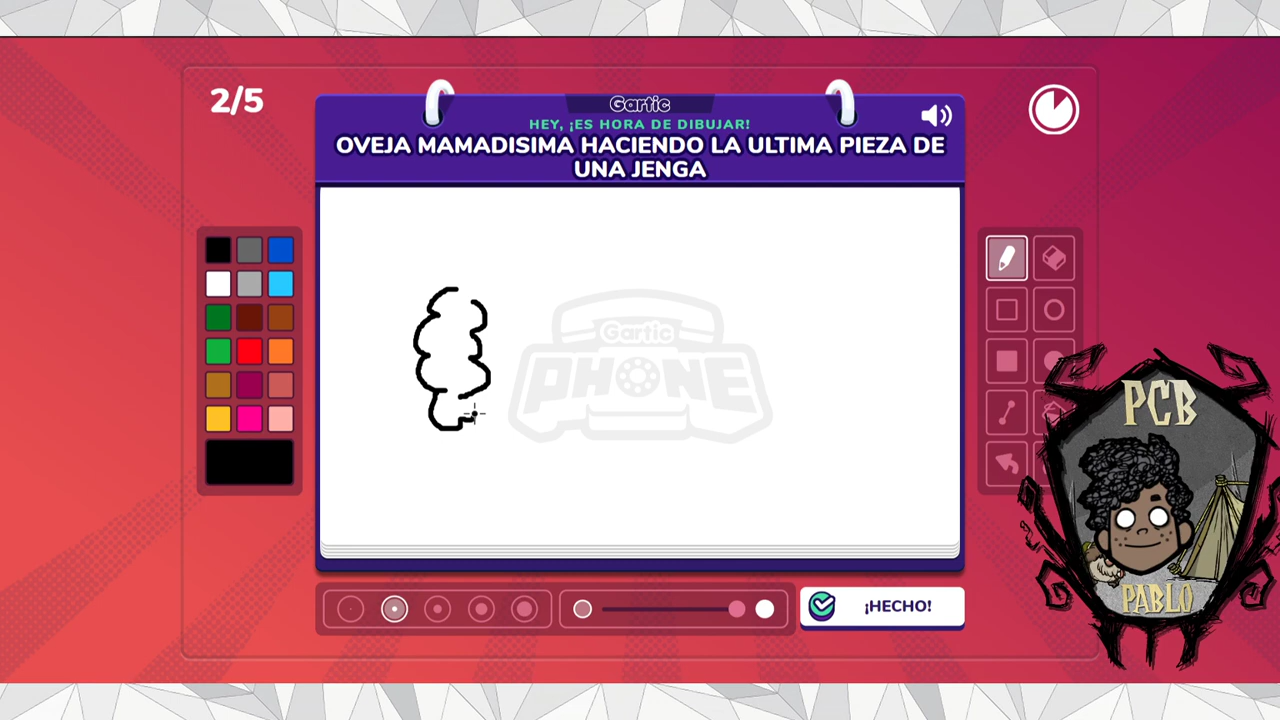 2/5
Gartic
HEY, ¡ES HORA DE DIBUJAR!
OVEJA MAMADISIMA HACIENDO LA ULTIMA PIEZA DE
UNA JENGA
Gartic
PHONE
PCB
PABLO
¡HECHO!